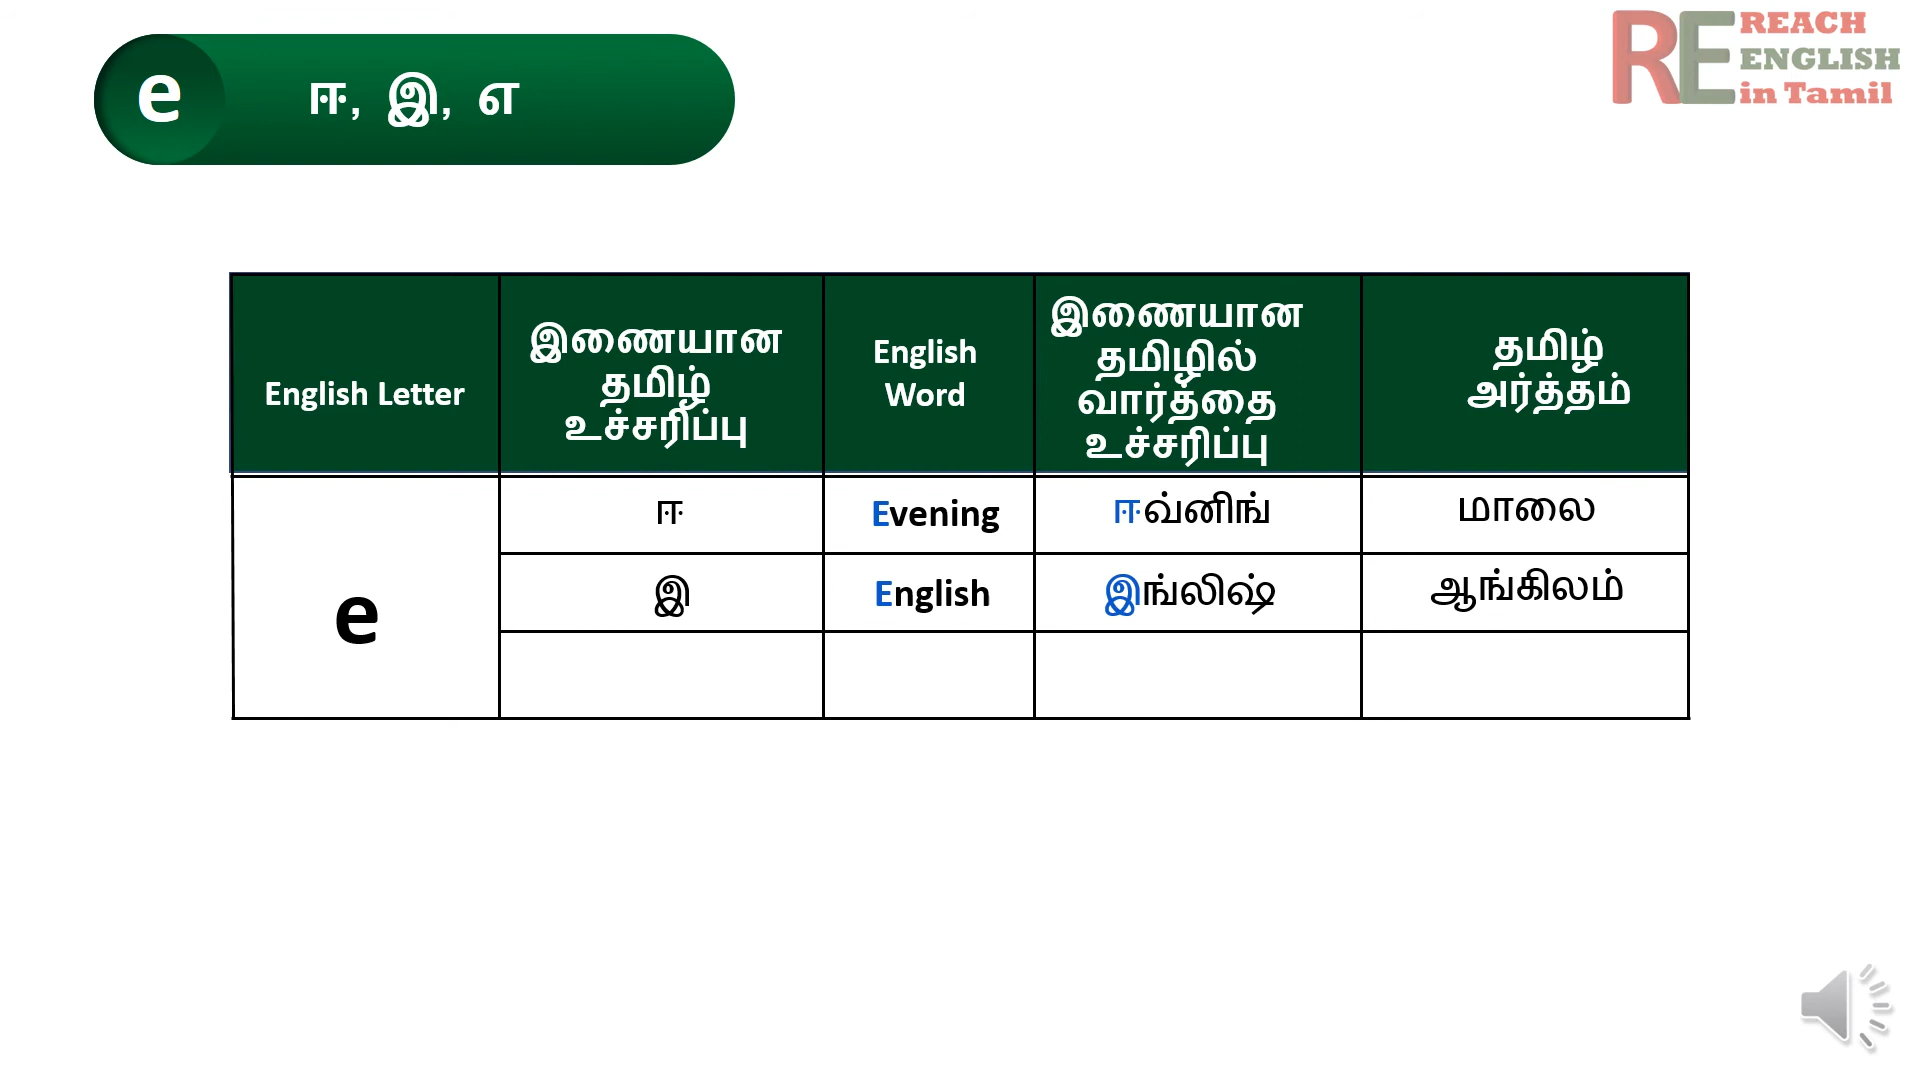 e ஈ, இ, எ
REACH
ENGLISH
in Tamil
RE
English Letter
இணையான
தமிழ்
உச்சரிப்பு
English
Word
இணையான
தமிழில்
வார்த்தை
உச்சரிப்பு
தமிழ்
அர்த்தம்
e
ஈ Evening ஈவ்னிங் மாலை
இ English இங்லிஷ் ஆங்கிலம்